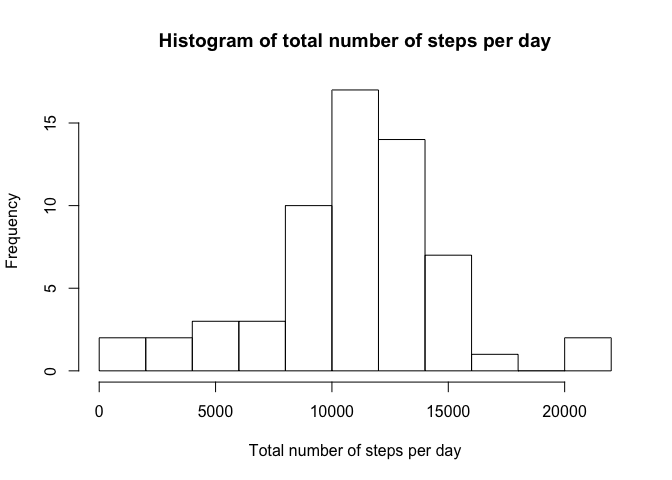 Histogram of total number of steps per day
Frequency
15
10
5
0
0 5000 10000 15000 20000
Total number of steps per day